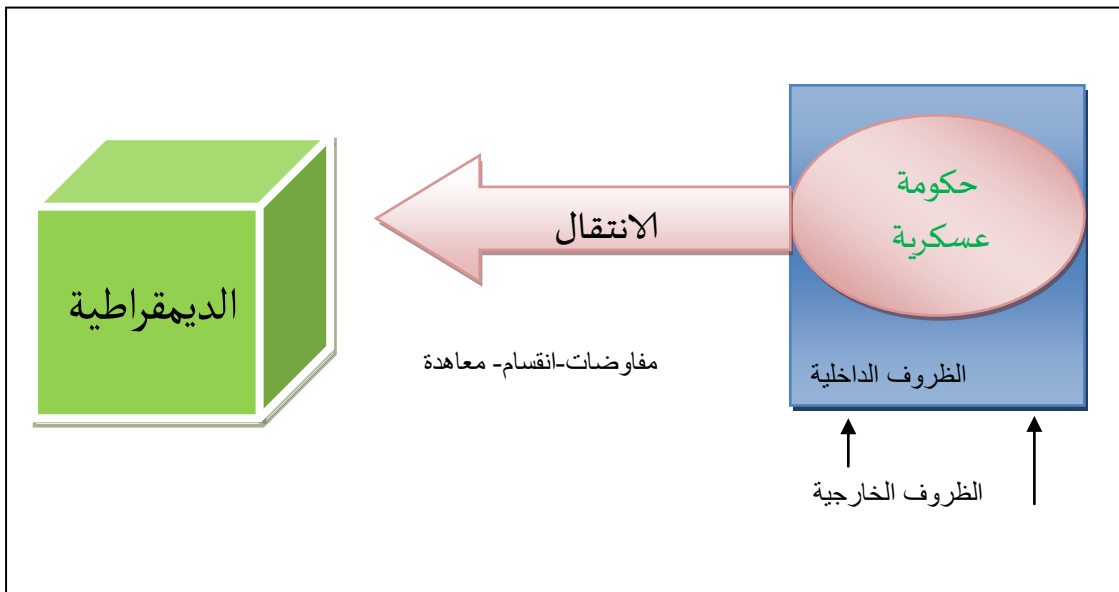 حكومة
عسكرية
الانتقال
الديمقراطية
مفاوضات-انقسام- معاهدة
الظروف الداخلية
الظروف الخارجية